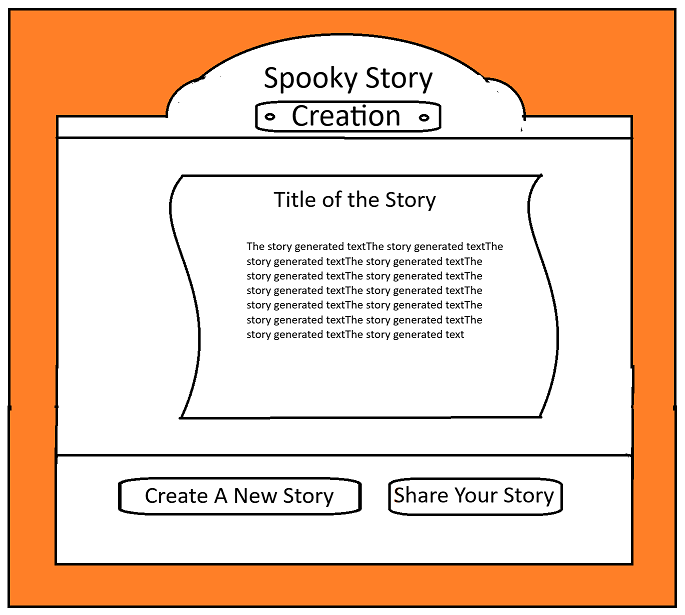 Spooky Story
Creation
Title of the Story
The story generated textThe story generated textThe
story generated textThe story generated textThe
story generated textThe story generated textThe
story generated textThe story generated textThe
story generated textThe story generated textThe
story generated textThe story generated textThe
story generated textThe story generated text
Create A New Story
Share Your Story